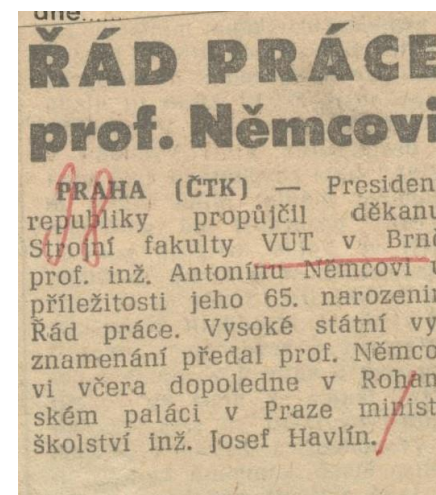 dne......
ŘÁD PRÁCE
prof. Němcovi
PRAHA (ČTK) — Presiden
republiky propůjčil děkanu
Strojní fakulty VUT v Brně
prof. inž. Antonínu Němcovi u
příležitosti jeho 65. narozenin
Řád práce. Vysoké státní vy-
znamenání předal prof. Němco-
vi včera dopoledne v Rohan-
ském paláci v Praze minist
školství inž. Josef Havlín.